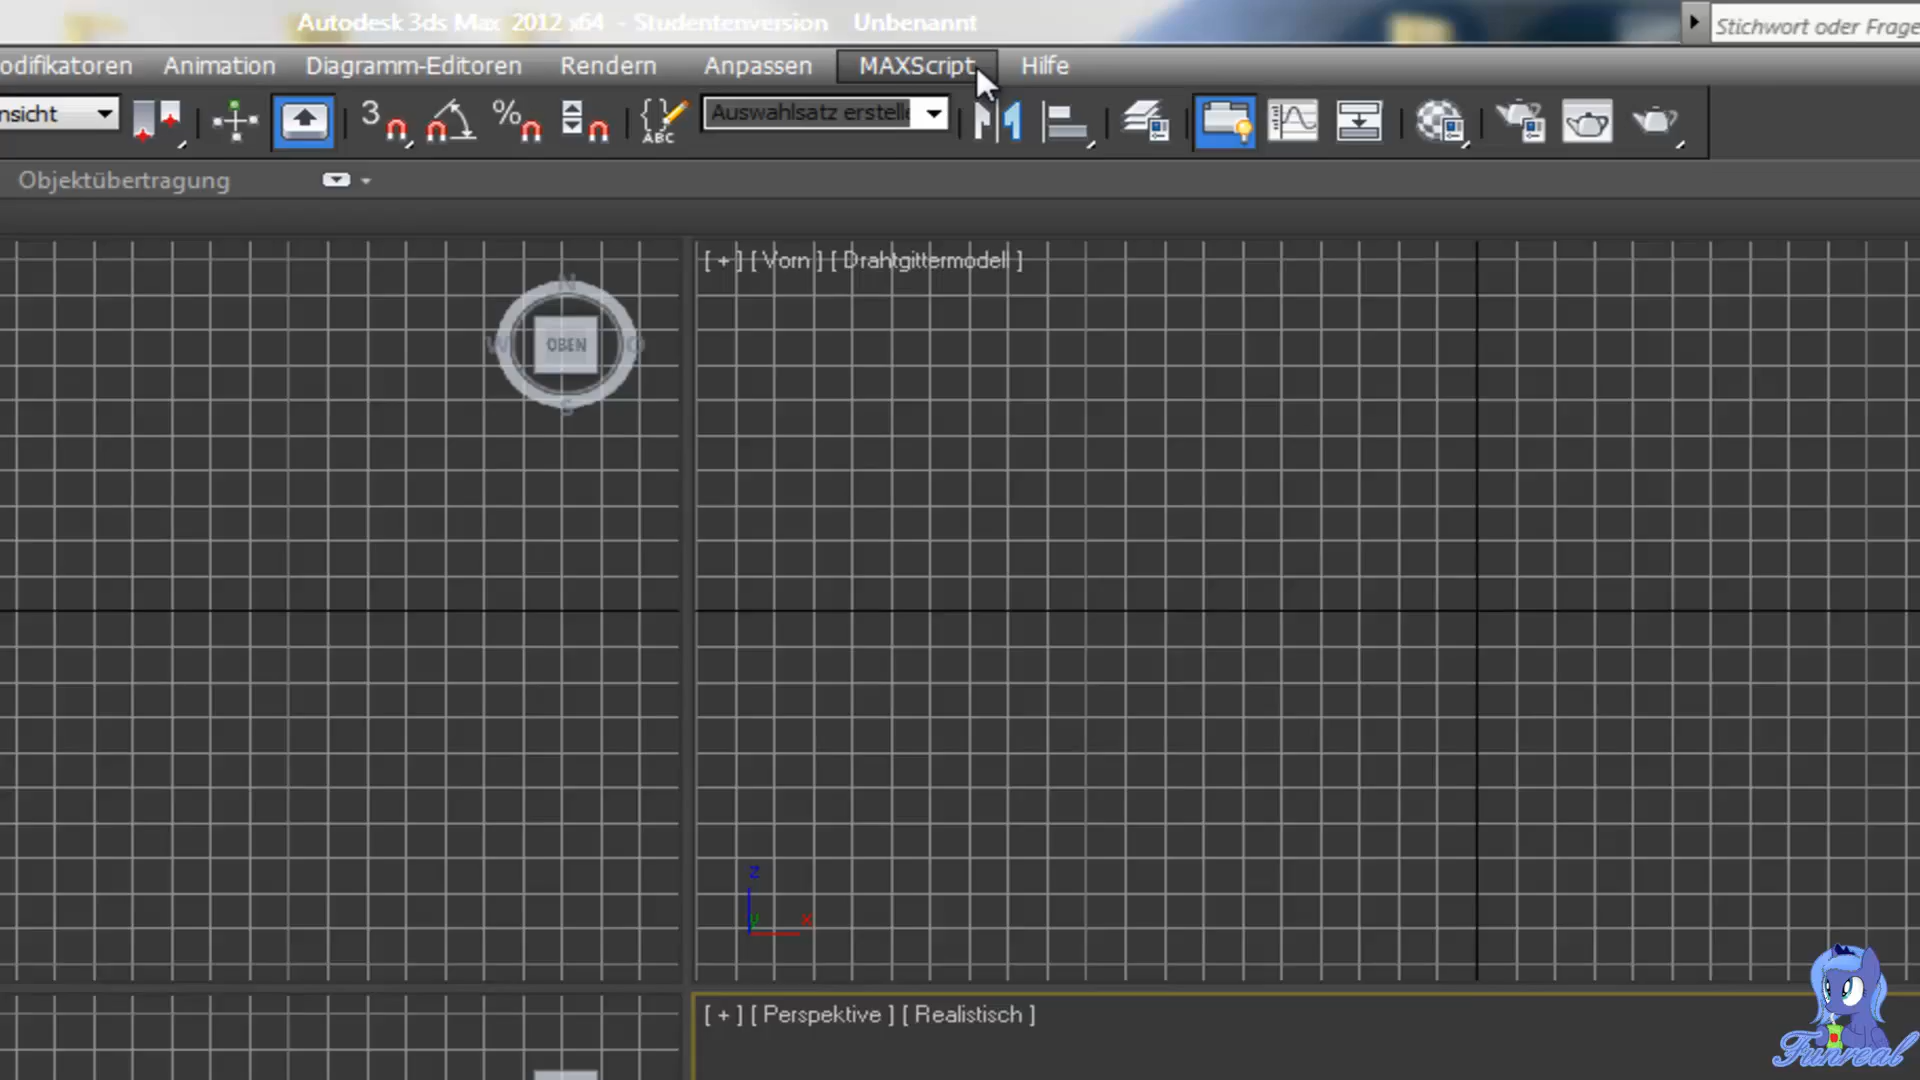 Autodesk 3ds Max 2012 x64 - Studentenversion Unbenannt
Stichwort oder Frage
odifikatoren Animation Diagramm-Editoren Rendern Anpassen MAXScript Hilfe
nsicht 3 % ABC Auswahlsatz erstelle
Objektübertragung
[ + ] [ Vorn ] [ Drahtgittermodell ]
N
W OBEN O
S
z
y x
[ + ] [ Perspektive ] [ Realistisch ]
Funreal